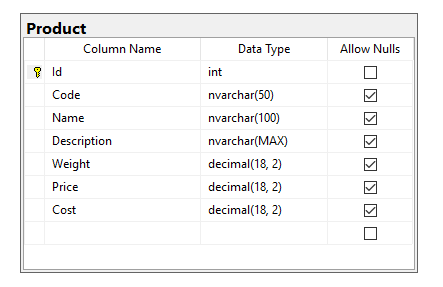 Product
Column Name Data Type Allow Nulls
Id int
Code nvarchar(50)
Name nvarchar(100)
Description nvarchar(MAX)
Weight decimal(18, 2)
Price decimal(18, 2)
Cost decimal(18, 2)